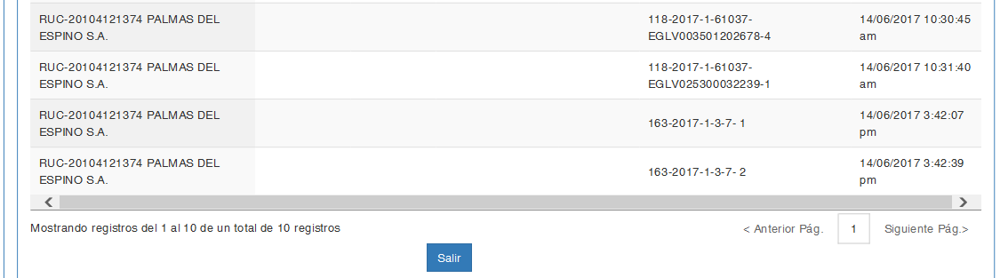 RUC-20104121374 PALMAS DEL
ESPINO S.A.
118-2017-1-61037-
EGLV003501202678-4
14/06/2017 10:30:45
am
RUC-20104121374 PALMAS DEL
ESPINO S.A.
118-2017-1-61037-
EGLV025300032239-1
14/06/2017 10:31:40
am
RUC-20104121374 PALMAS DEL
ESPINO S.A.
163-2017-1-3-7- 1
14/06/2017 3:42:07
pm
RUC-20104121374 PALMAS DEL
ESPINO S.A.
163-2017-1-3-7- 2
14/06/2017 3:42:39
pm
Mostrando registros del 1 al 10 de un total de 10 registros
< Anterior Pág. 1 Siguiente Pág.>
Salir